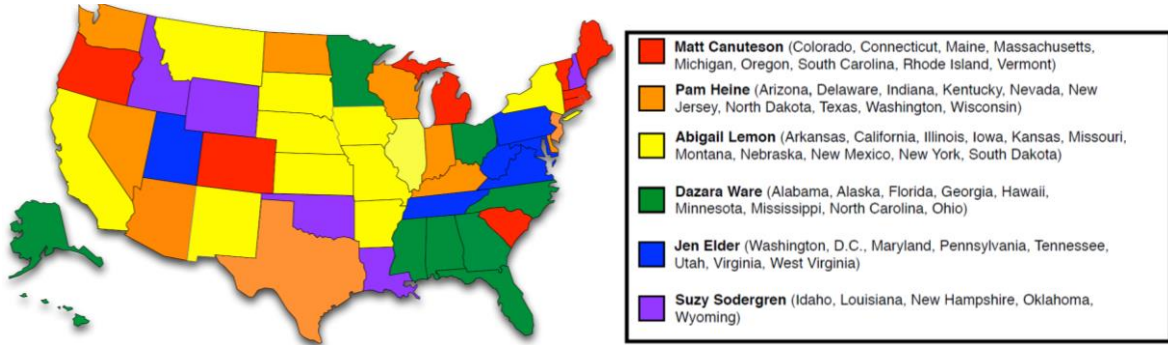 Matt Canuteson (Colorado, Connecticut, Maine, Massachusetts,
Michigan, Oregon, South Carolina, Rhode Island, Vermont)
Pam Heine (Arizona, Delaware, Indiana, Kentucky, Nevada, New
Jersey, North Dakota, Texas, Washington, Wisconsin)
Abigail Lemon (Arkansas, California, Illinois, Iowa, Kansas, Missouri,
Montana, Nebraska, New Mexico, New York, South Dakota)
Dazara Ware (Alabama, Alaska, Florida, Georgia, Hawaii,
Minnesota, Mississippi, North Carolina, Ohio)
Jen Elder (Washington, D.C., Maryland, Pennsylvania, Tennessee,
Utah, Virginia, West Virginia)
Suzy Sodergren (Idaho, Louisiana, New Hampshire, Oklahoma,
Wyoming)